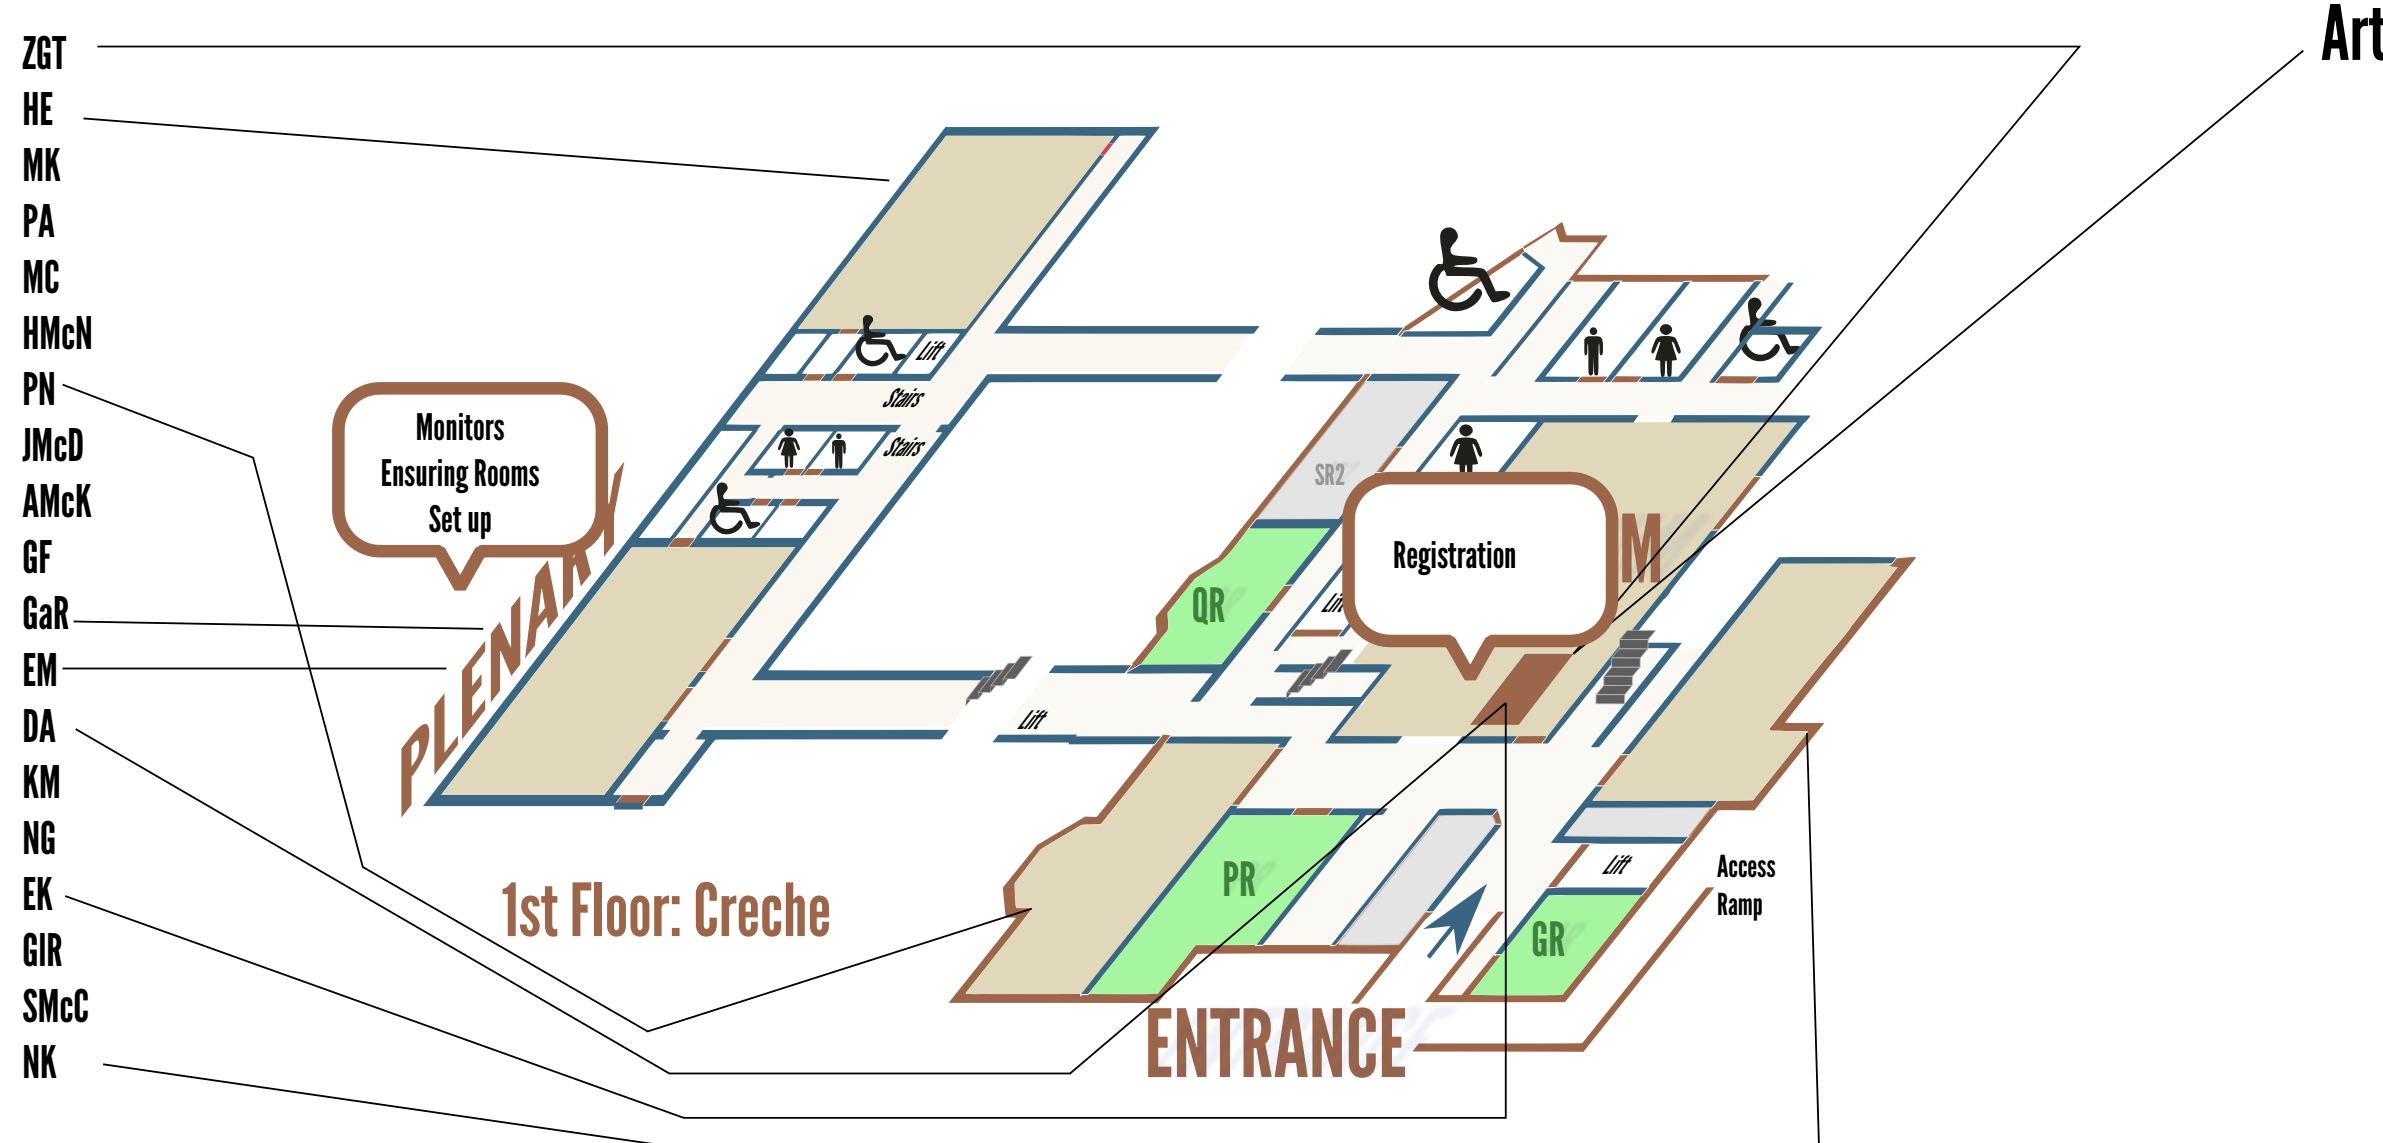 ZGT
HE
MK
PA
MC
HMcN
PN
JMcD
AMcK
GF
GaR
EM
DA
KM
NG
EK
GIR
SMcC
NK
Art
Monitors
Ensuring Rooms
Set up
PLENARY
Lift
Stairs
Stairs
SR2
QR
Lift
Registration
M
Lift
1st Floor: Creche
PR
Lift
Access
Ramp
GR
ENTRANCE